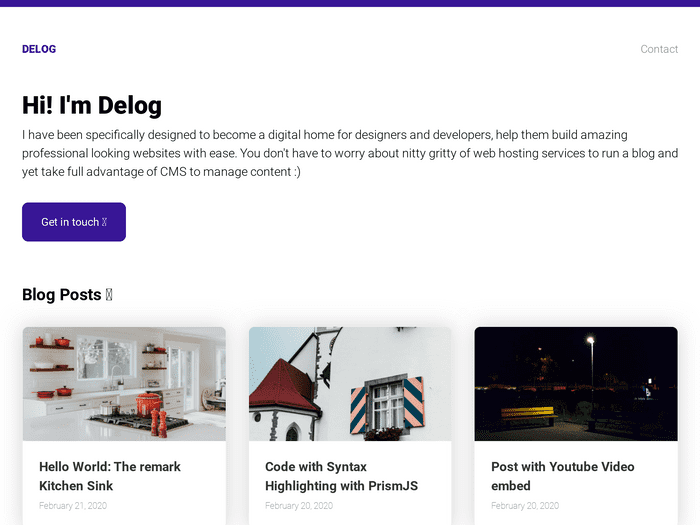 DELOG
Contact
Hi! I'm Delog
I have been specifically designed to become a digital home for designers and developers, help them build amazing
professional looking websites with ease. You don't have to worry about nitty gritty of web hosting services to run a blog and
yet take full advantage of CMS to manage content :)
Get in touch
Blog Posts
Hello World: The remark
Kitchen Sink
February 21, 2020
Code with Syntax
Highlighting with PrismJS
February 20, 2020
Post with Youtube Video
embed
February 20, 2020